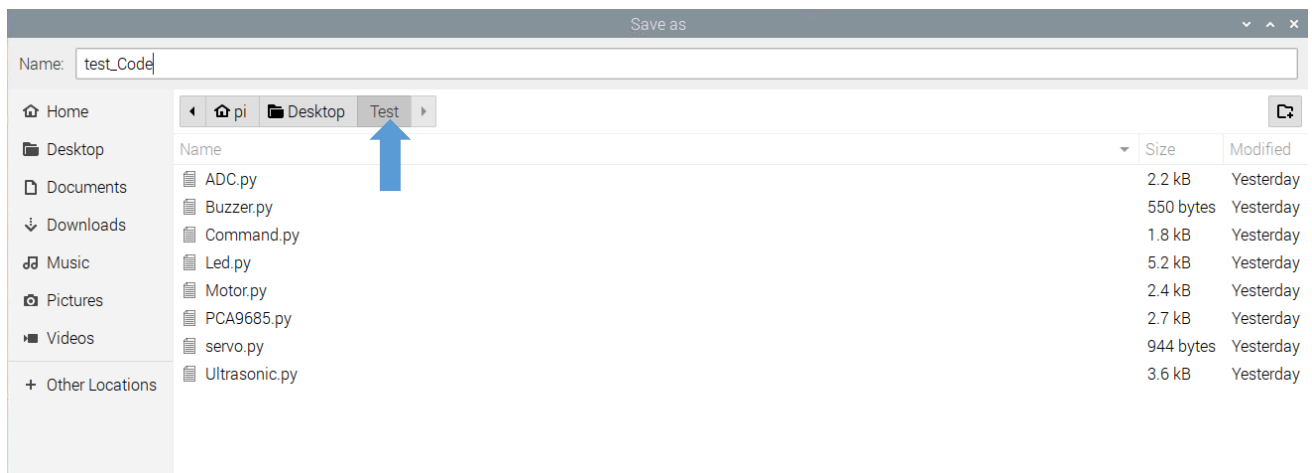 Save as
Name: test_Code
Home
pi Desktop Test
Desktop
Documents
Downloads
Music
Pictures
Videos
+ Other Locations
Name Size Modified
ADC.py 2.2 kB Yesterday
Buzzer.py 550 bytes Yesterday
Command.py 1.8 kB Yesterday
Led.py 5.2 kB Yesterday
Motor.py 2.4 kB Yesterday
PCA9685.py 2.7 kB Yesterday
servo.py 944 bytes Yesterday
Ultrasonic.py 3.6 kB Yesterday